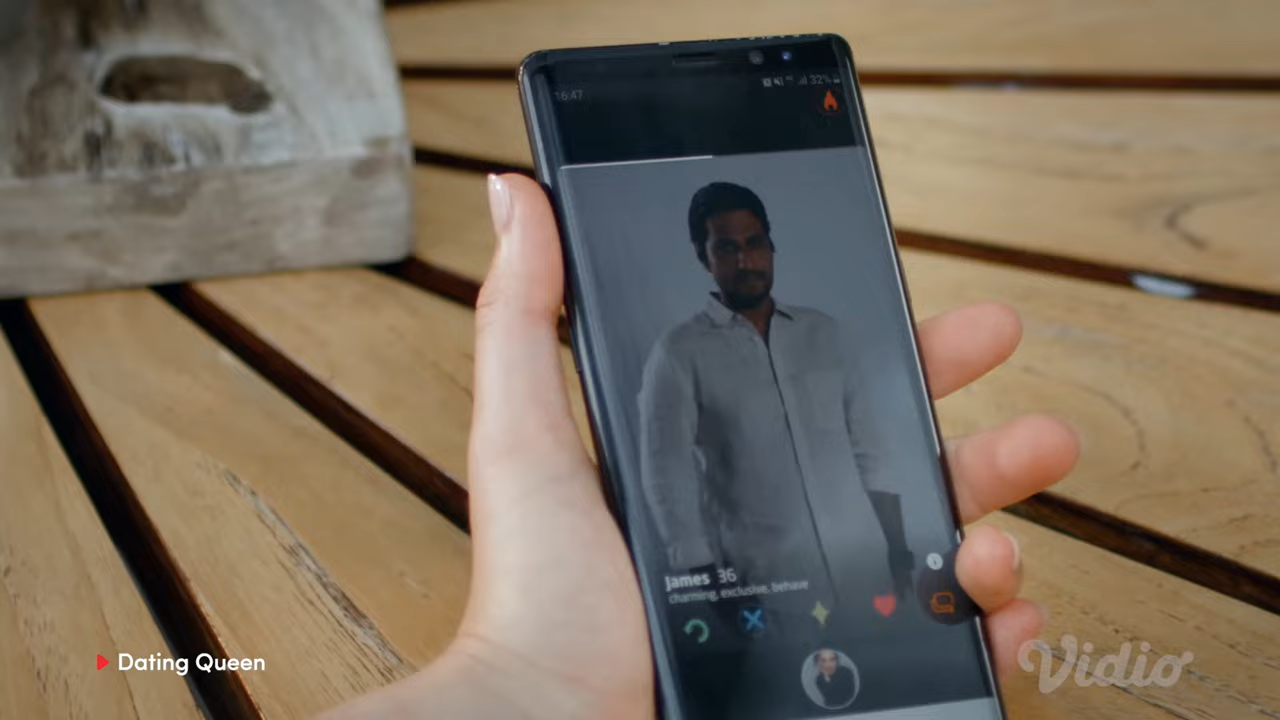 16:47
32%
James 36
charming, exclusive, behave
Dating Queen
Vidio